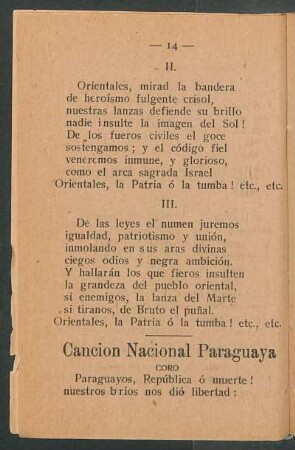 — 14 —
II.
Orientales, mirad la bandera
de heroísmo fulgente crisol,
nuestras lanzas defiende su brillo
nadie insulte la imagen del Sol!
De los fueros civiles el goce
sostengamos; y el código fiel
veneremos inmune, y glorioso,
como el arca sagrada Israel
Orientales, la Patria ó la tumba! etc., etc.
III.
De las leyes el numen juremos
igualdad, patriotismo y unión,
inmolando en sus aras divinas
ciegos odios y negra ambición.
Y hallarán los que fieros insulten
la grandeza del pueblo oriental,
si enemigos, la lanza del Marte
si tiranos, de Bruto el puñal.
Orientales, la Patria ó la tumba! etc., etc.
Cancion Nacional Paraguaya
CORO
Paraguayos, República ó muerte!
nuestros bríos nos dió libertad: